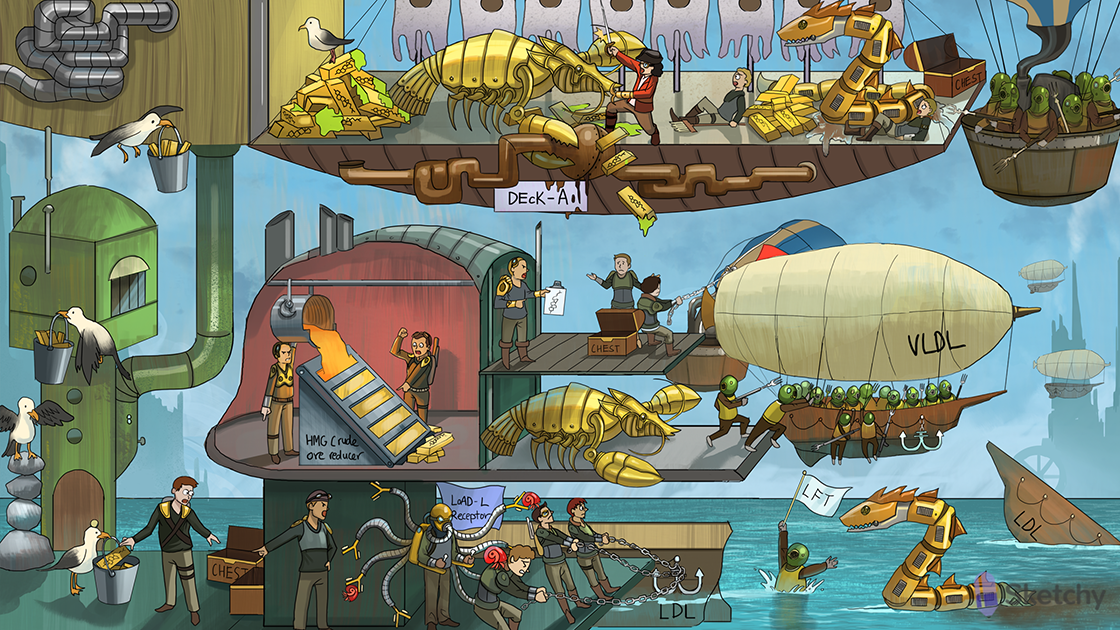 CHEST
DEcK-A
CHEST
VLDL
HMG Crude
ore reducer
LoAD-L
Receptor
LFT
LDL
CHEST
LDL
Sketchy